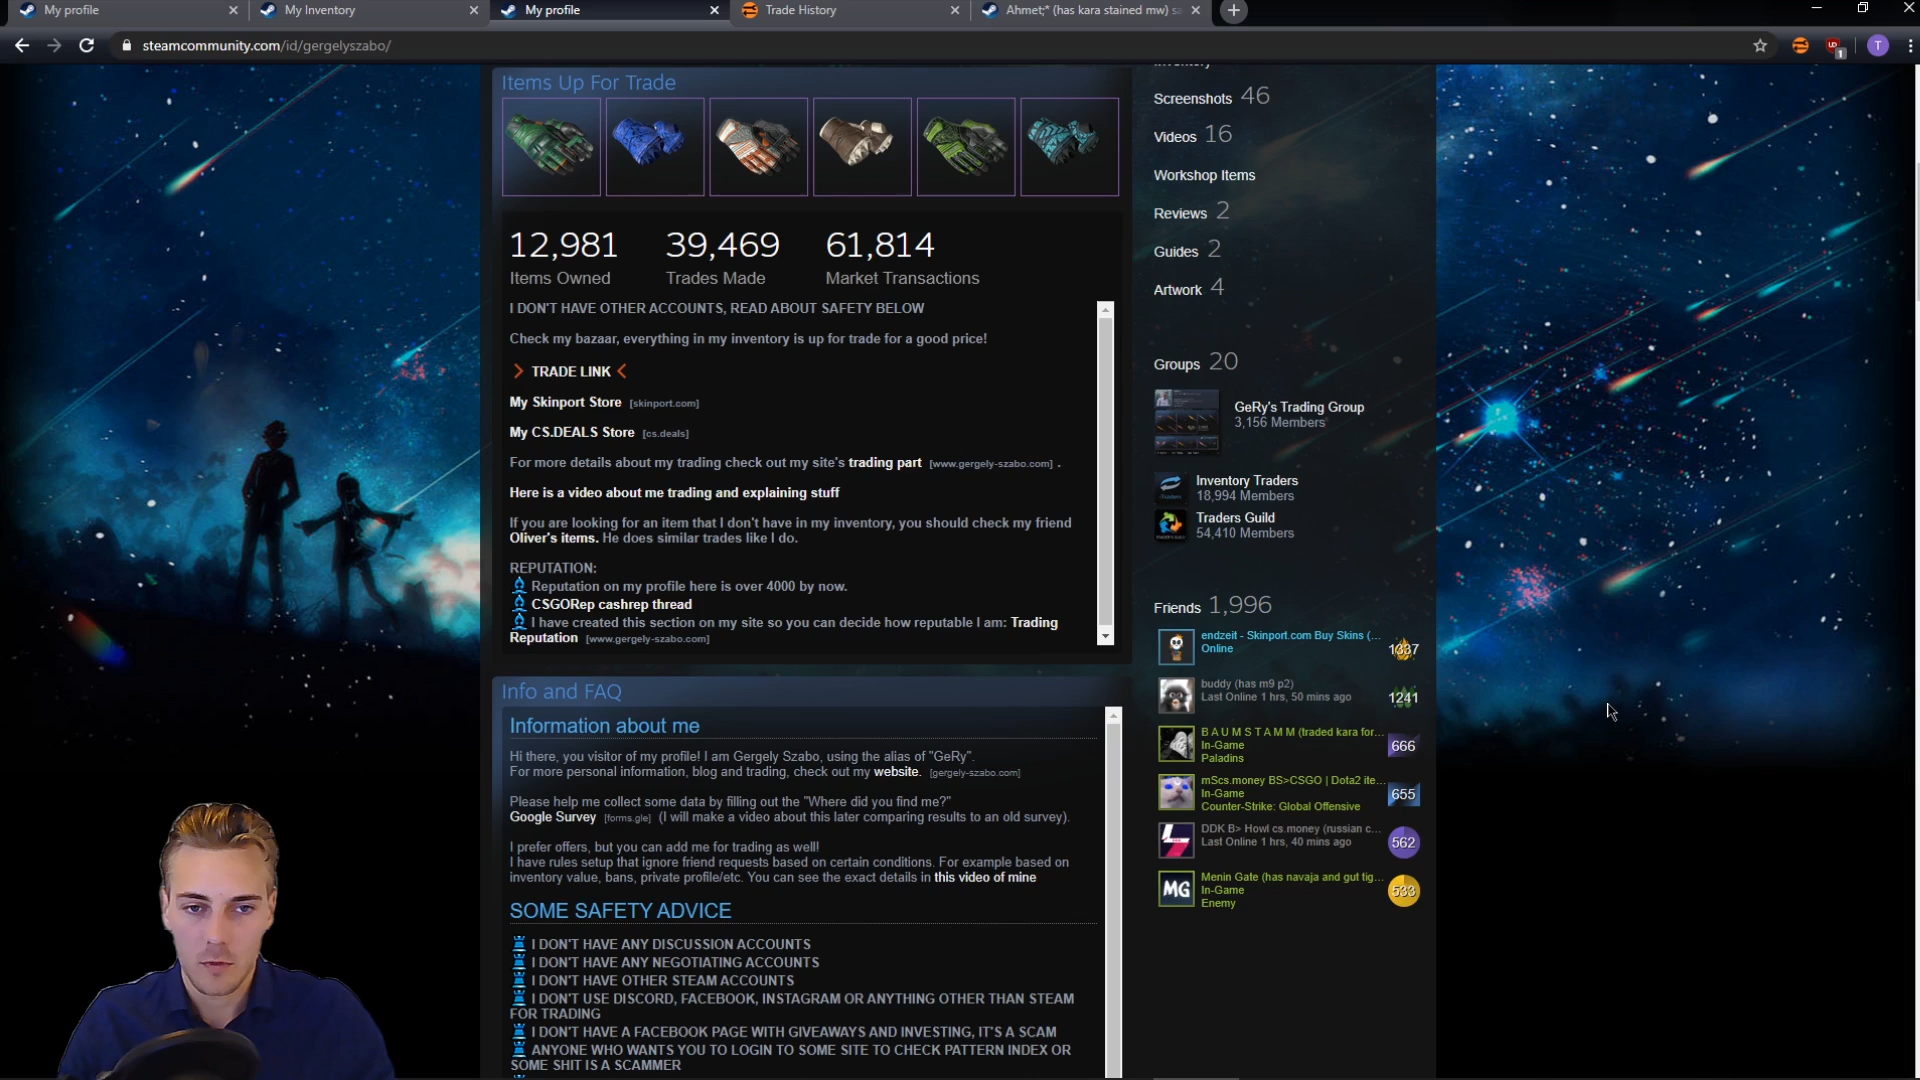 My profile
My Inventory
My profile
Trade History
Ahmet;* (has kara stained mw) sa
steamcommunity.com/id/gergelyszabo/
1
T
Items Up For Trade
12,981
Items Owned
39,469
Trades Made
61,814
Market Transactions
I DON'T HAVE OTHER ACCOUNTS, READ ABOUT SAFETY BELOW
Check my bazaar, everything in my inventory is up for trade for a good price!
> TRADE LINK <
My Skinport Store [skinport.com]
My CS.DEALS Store [cs.deals]
For more details about my trading check out my site's trading part [www.gergely-szabo.com] .
Here is a video about me trading and explaining stuff
If you are looking for an item that I don't have in my inventory, you should check my friend
Oliver's items. He does similar trades like I do.
REPUTATION:
Reputation on my profile here is over 4000 by now.
CSGORep cashrep thread
I have created this section on my site so you can decide how reputable I am: Trading
Reputation [www.gergely-szabo.com]
Info and FAQ
Information about me
Hi there, you visitor of my profile! I am Gergely Szabo, using the alias of "GeRy".
For more personal information, blog and trading, check out my website. [gergely-szabo.com]
Please help me collect some data by filling out the "Where did you find me?"
Google Survey [forms.gle] (I will make a video about this later comparing results to an old survey).
I prefer offers, but you can add me for trading as well!
I have rules setup that ignore friend requests based on certain conditions. For example based on
inventory value, bans, private profile/etc. You can see the exact details in this video of mine
SOME SAFETY ADVICE
I DON'T HAVE ANY DISCUSSION ACCOUNTS
I DON'T HAVE ANY NEGOTIATING ACCOUNTS
I DON'T HAVE OTHER STEAM ACCOUNTS
I DON'T USE DISCORD, FACEBOOK, INSTAGRAM OR ANYTHING OTHER THAN STEAM
FOR TRADING
I DON'T HAVE A FACEBOOK PAGE WITH GIVEAWAYS AND INVESTING, IT'S A SCAM
ANYONE WHO WANTS YOU TO LOGIN TO SOME SITE TO CHECK PATTERN INDEX OR
SOME SHIT IS A SCAMMER
Inventory
Screenshots 46
Videos 16
Workshop Items
Reviews 2
Guides 2
Artwork 4
Groups 20
GeRy's Trading Group
3,156 Members
Inventory Traders
18,994 Members
Traders Guild
54,410 Members
Friends 1,996
endzeit - Skinport.com Buy Skins (...
Online
1337
buddy (has m9 p2)
Last Online 1 hrs, 50 mins ago
1241
B A U M S T A M M (traded kara for...
In-Game
Paladins
666
mScs.money BS>CSGO | Dota2 ite...
In-Game
Counter-Strike: Global Offensive
655
DDK B> Howl cs.money (russian c...
Last Online 1 hrs, 40 mins ago
562
MG
Menin Gate (has navaja and gut tig...
In-Game
Enemy
533